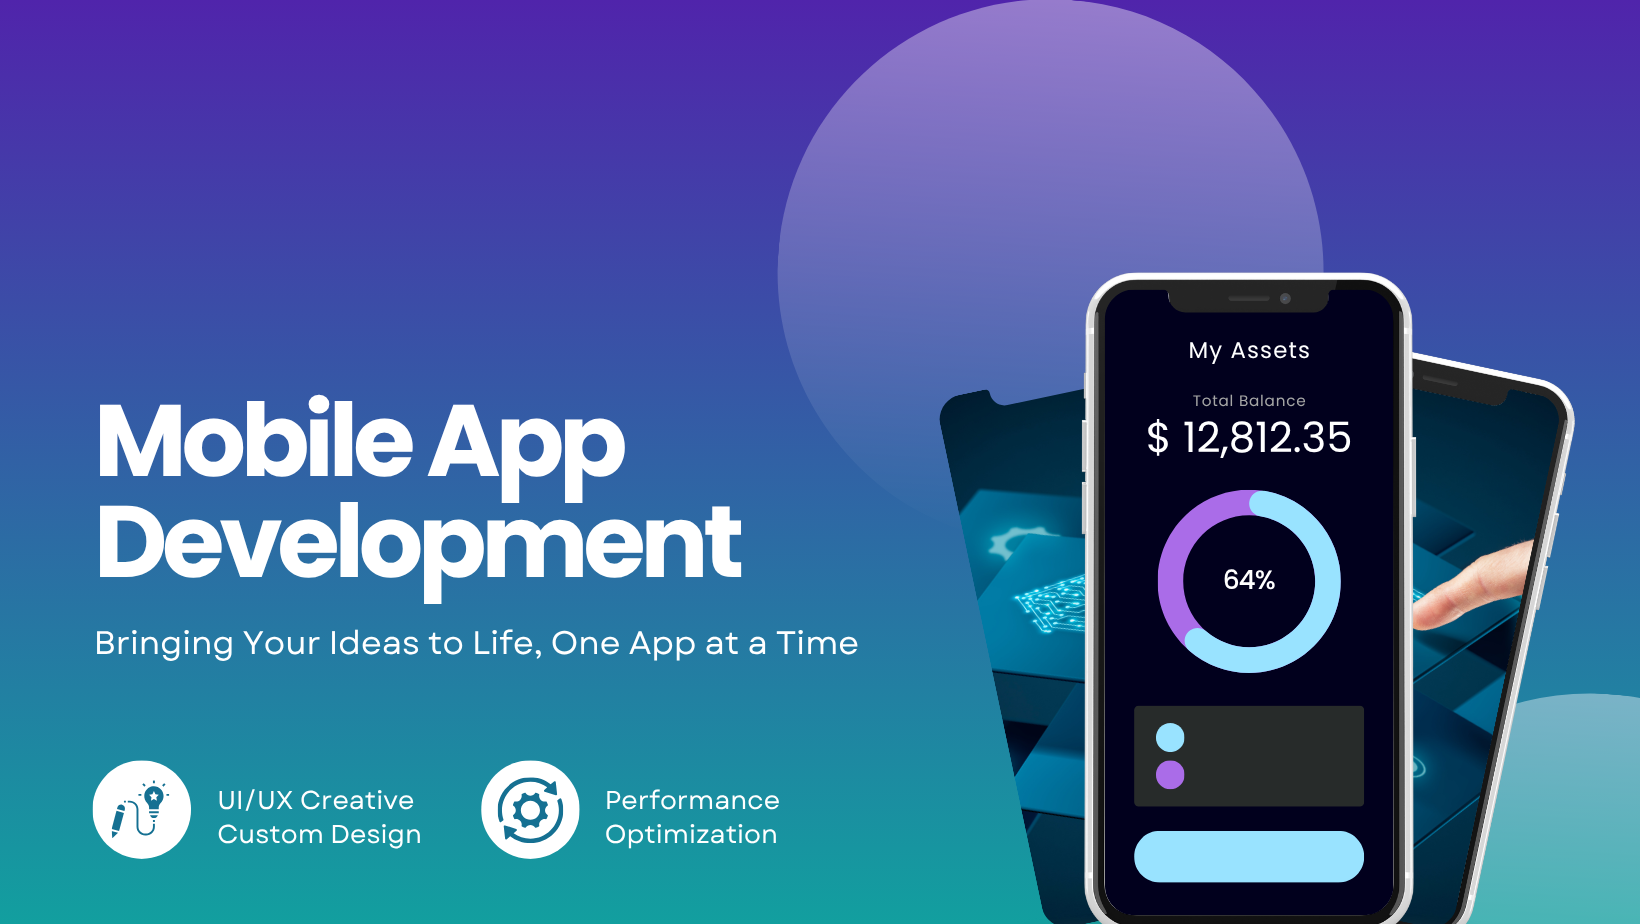 Mobile App
Development
Bringing Your Ideas to Life, One App at a Time
UI/UX Creative
Custom Design
Performance
Optimization
My Assets
Total Balance
$ 12,812.35
64%